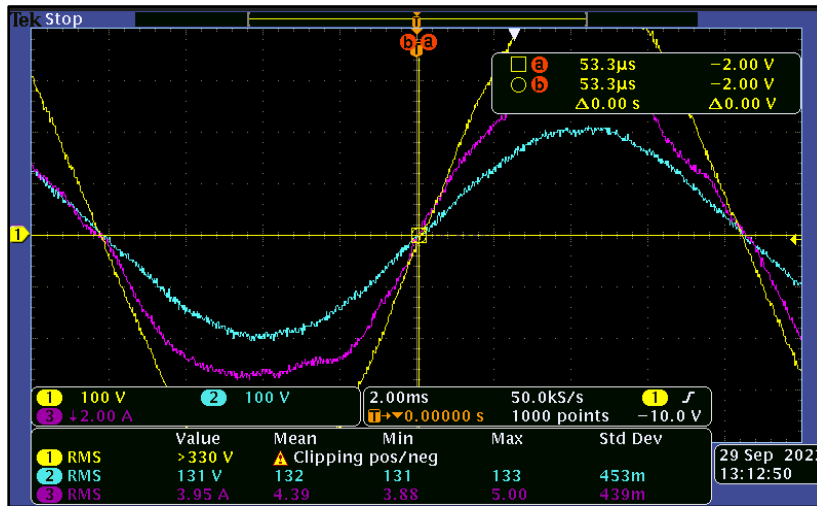 Tek Stop
T
b a
a 53.3μs -2.00 V
b 53.3μs -2.00 V
Δ0.00 s Δ0.00 V
1
1 100 V 2 100 V
3 ↓2.00 A
2.00ms 50.0kS/s 1 ʃ
T→▼0.00000 s 1000 points -10.0 V
Value Mean Min Max Std Dev
1 RMS >330 V Clipping pos/neg
2 RMS 131 V 132 131 133 453m
3 RMS 3.95 A 4.39 3.88 5.00 439m
29 Sep
13:12:50